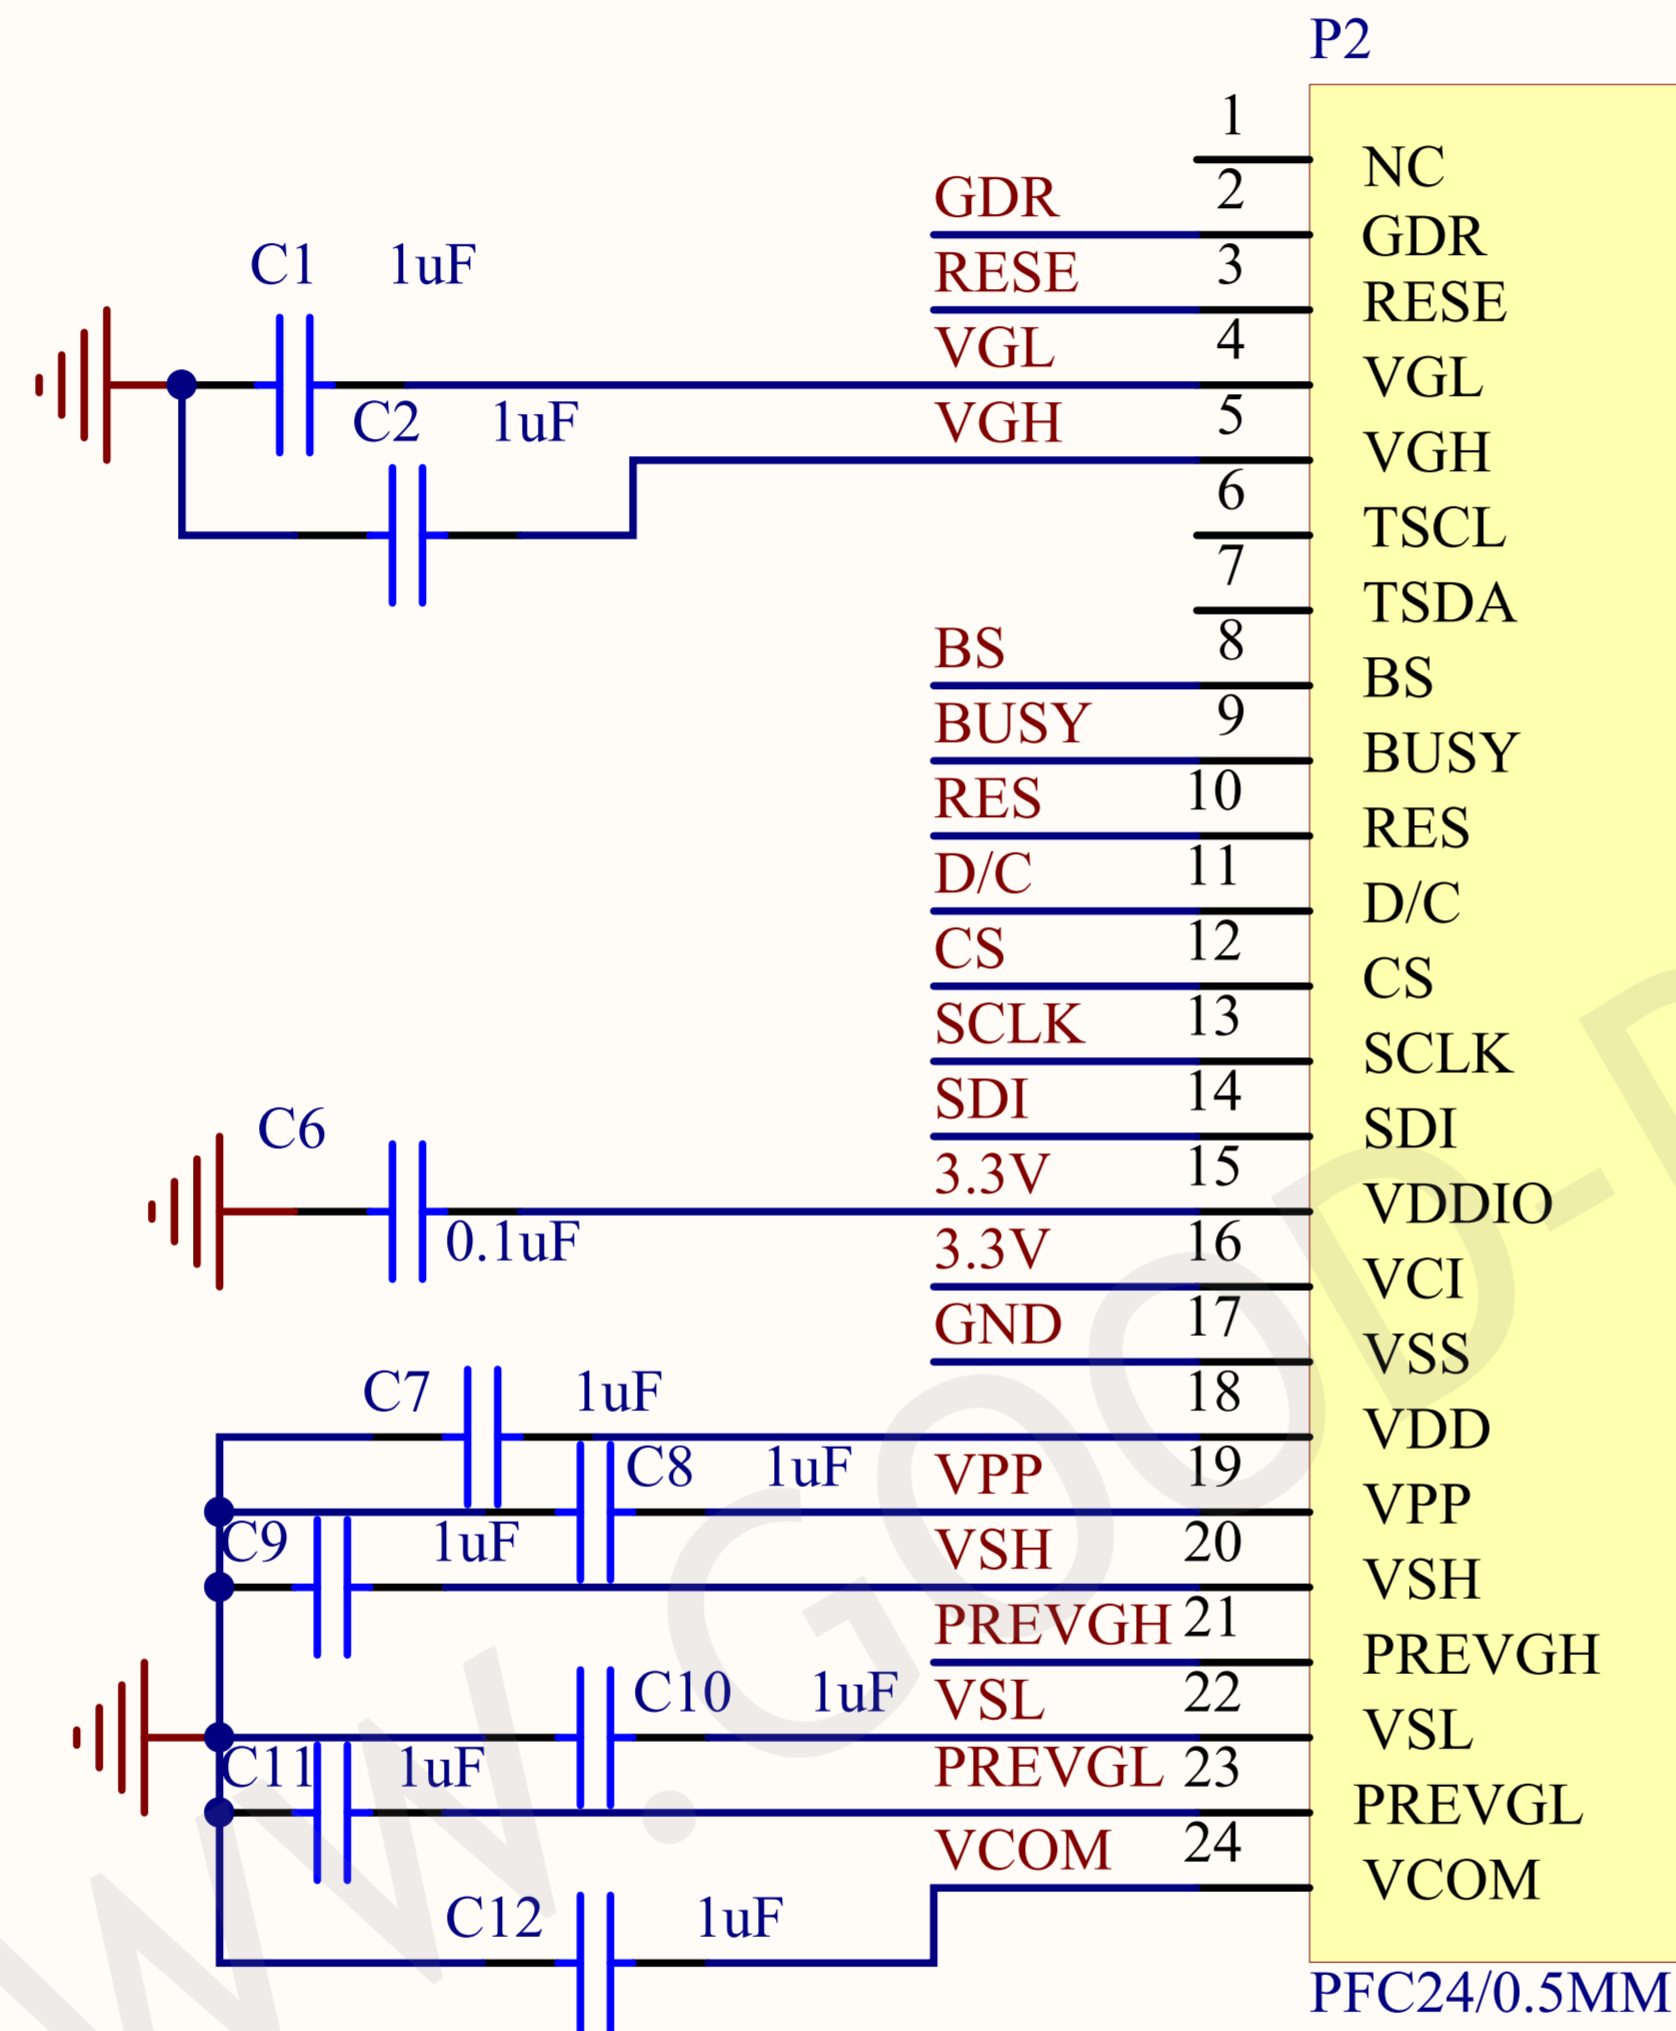 P2
1
NC
GDR 2
GDR
C1 1uF RESE 3
RESE
VGL 4
VGL
C2 1uF VGH 5
VGH
6
TSCL
7
TSDA
BS 8
BS
BUSY 9
BUSY
RES 10
RES
D/C 11
D/C
CS 12
CS
SCLK 13
SCLK
SDI 14
SDI
C6
3.3V 15
VDDIO
0.1uF 3.3V 16
VCI
GND 17
VSS
C7 1uF 18
VDD
C8 1uF VPP 19
VPP
C9 1uF VSH 20
VSH
PREVGH 21
PREVGH
C10 1uF VSL 22
VSL
C11 1uF PREVGL 23
PREVGL
VCOM 24
VCOM
C12 1uF
PFC24/0.5MM
WW.GOOD-